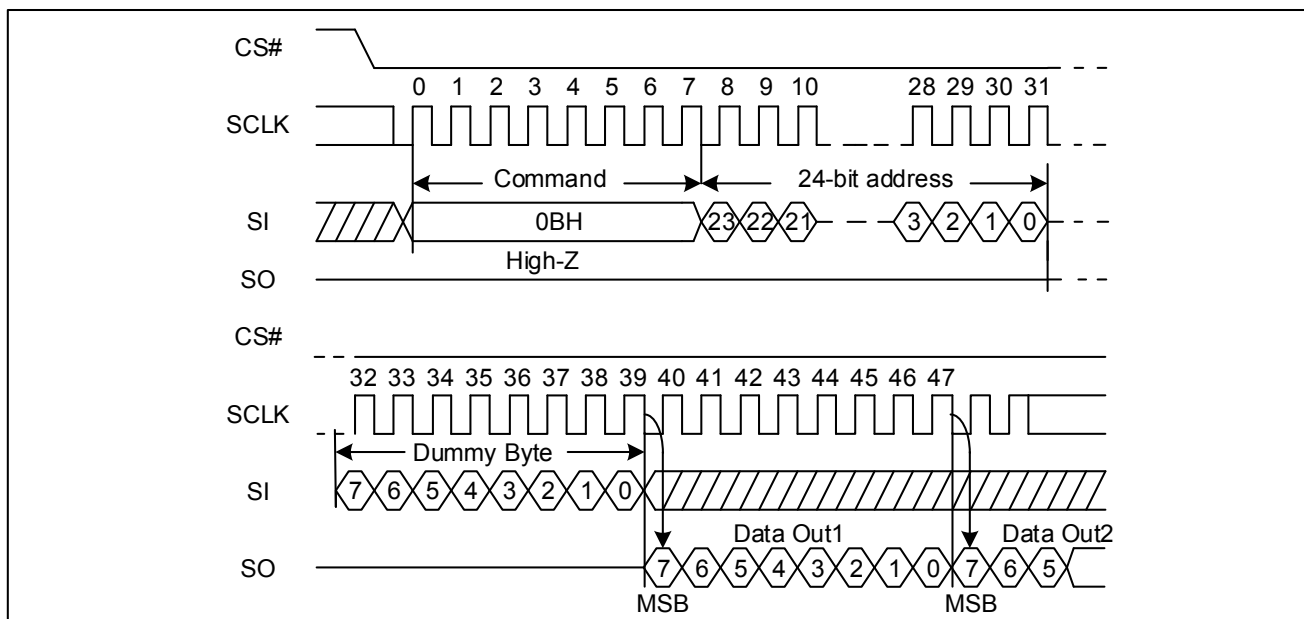 CS#
0 1 2 3 4 5 6 7 8 9 10 28 29 30 31
SCLK
Command 24-bit address
SI 0BH 23 22 21 3 2 1 0
High-Z
SO
CS#
32 33 34 35 36 37 38 39 40 41 42 43 44 45 46 47
SCLK
Dummy Byte
SI 7 6 5 4 3 2 1 0
Data Out1 Data Out2
SO 7 6 5 4 3 2 1 0 7 6 5
MSB MSB